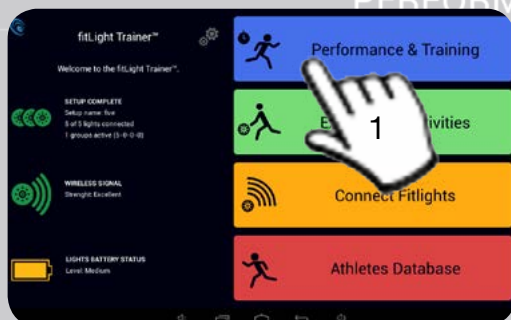 PERFORM
fitLight Trainer™
Welcome to the fitLight Trainer™.
SETUP COMPLETE
Setup name: five
5 of 5 lights connected
1 groups active (5-0-0-0)
WIRELESS SIGNAL
Strenght: Excellent
LIGHTS BATTERY STATUS
Level: Medium
Performance & Training
1
Connect Fitlights
Athletes Database